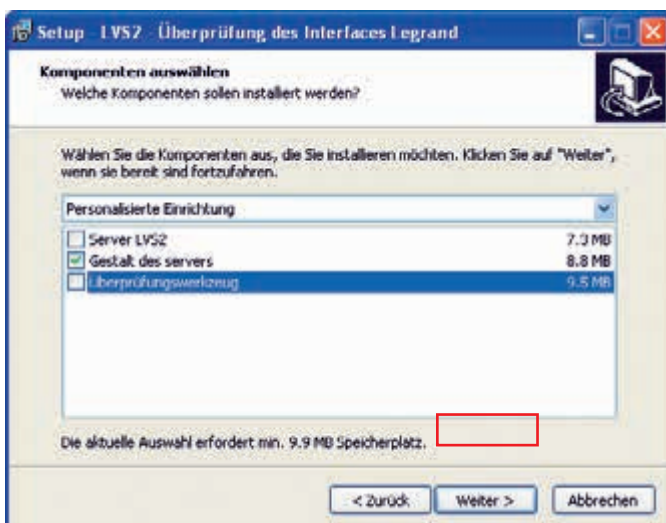 Setup - LVS2 - Überprüfung des Interfaces Legrand
Komponenten auswählen
Welche Komponenten sollen installiert werden?
Wählen Sie die Komponenten aus, die Sie installieren möchten. Klicken Sie auf "Weiter",
wenn sie bereit sind fortzufahren.
Personalisierte Einrichtung
Server LVS2 7.3 MB
Gestalt des servers 8.8 MB
Überprüfungswerkzeug 9.5 MB
Die aktuelle Auswahl erfordert min. 9.9 MB Speicherplatz.
< Zurück Weiter > Abbrechen